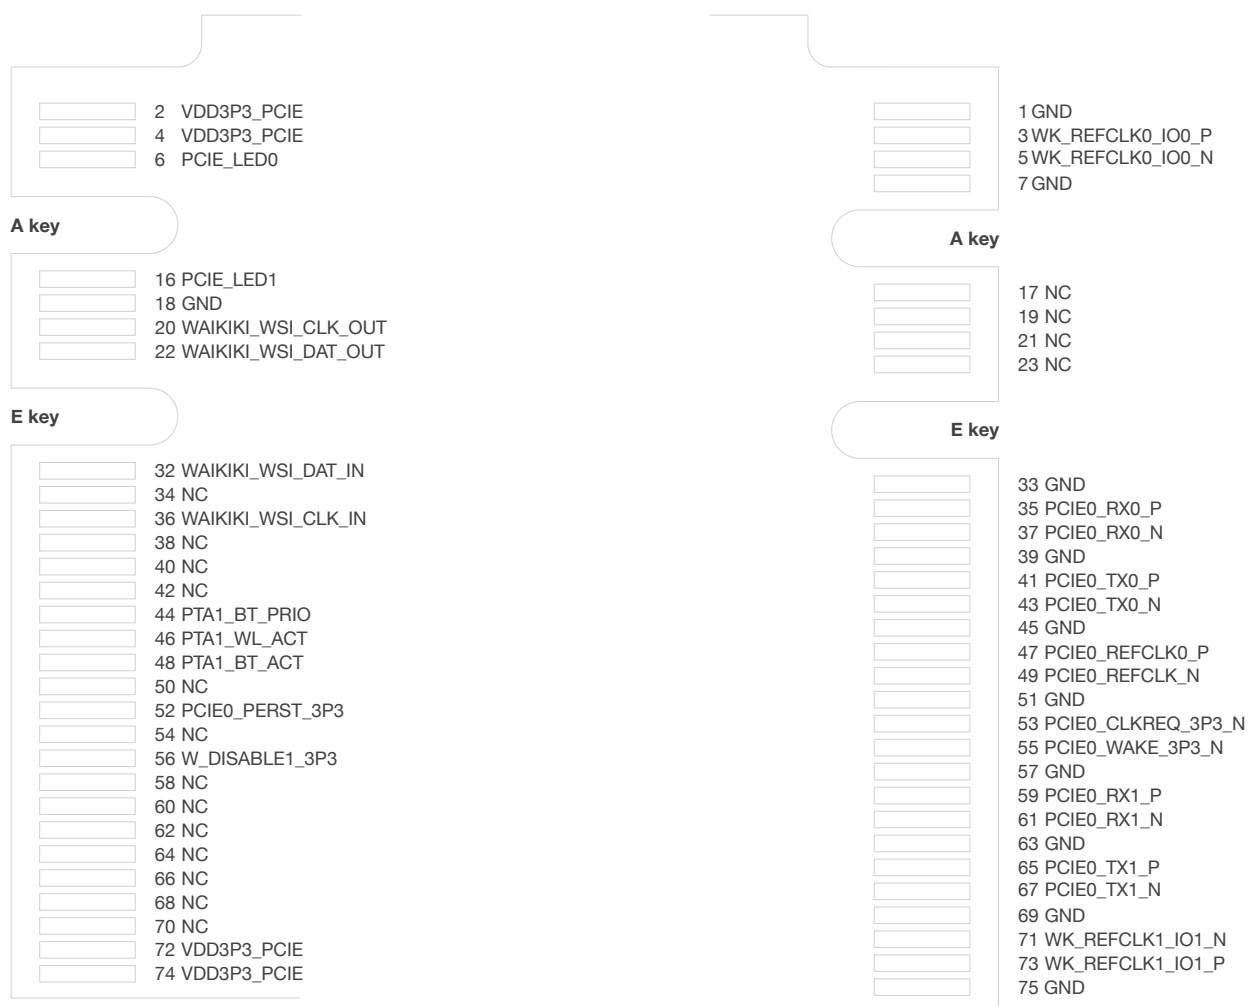 2 VDD3P3_PCIE
4 VDD3P3_PCIE
6 PCIE_LED0
A key
16 PCIE_LED1
18 GND
20 WAIKIKI_WSI_CLK_OUT
22 WAIKIKI_WSI_DAT_OUT
E key
32 WAIKIKI_WSI_DAT_IN
34 NC
36 WAIKIKI_WSI_CLK_IN
38 NC
40 NC
42 NC
44 PTA1_BT_PRIO
46 PTA1_WL_ACT
48 PTA1_BT_ACT
50 NC
52 PCIE0_PERST_3P3
54 NC
56 W_DISABLE1_3P3
58 NC
60 NC
62 NC
64 NC
66 NC
68 NC
70 NC
72 VDD3P3_PCIE
74 VDD3P3_PCIE
1 GND
3 WK_REFCLK0_IO0_P
5 WK_REFCLK0_IO0_N
7 GND
A key
17 NC
19 NC
21 NC
23 NC
E key
33 GND
35 PCIE0_RX0_P
37 PCIE0_RX0_N
39 GND
41 PCIE0_TX0_P
43 PCIE0_TX0_N
45 GND
47 PCIE0_REFCLK0_P
49 PCIE0_REFCLK_N
51 GND
53 PCIE0_CLKREQ_3P3_N
55 PCIE0_WAKE_3P3_N
57 GND
59 PCIE0_RX1_P
61 PCIE0_RX1_N
63 GND
65 PCIE0_TX1_P
67 PCIE0_TX1_N
69 GND
71 WK_REFCLK1_IO1_N
73 WK_REFCLK1_IO1_P
75 GND